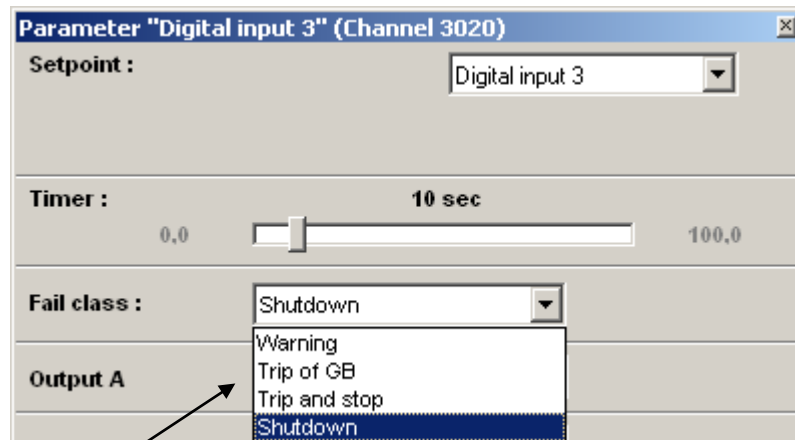 Parameter "Digital input 3" (Channel 3020)
Setpoint :
Digital input 3
Timer :
10 sec
0,0
100,0
Fail class :
Shutdown
Warning
Trip of GB
Output A
Trip and stop
Shutdown